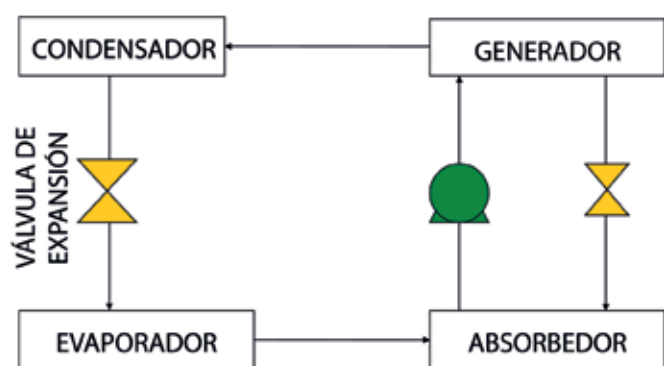 CONDENSADOR
GENERADOR
VÁLVULA DE
EXPANSIÓN
EVAPORADOR
ABSORBEDOR